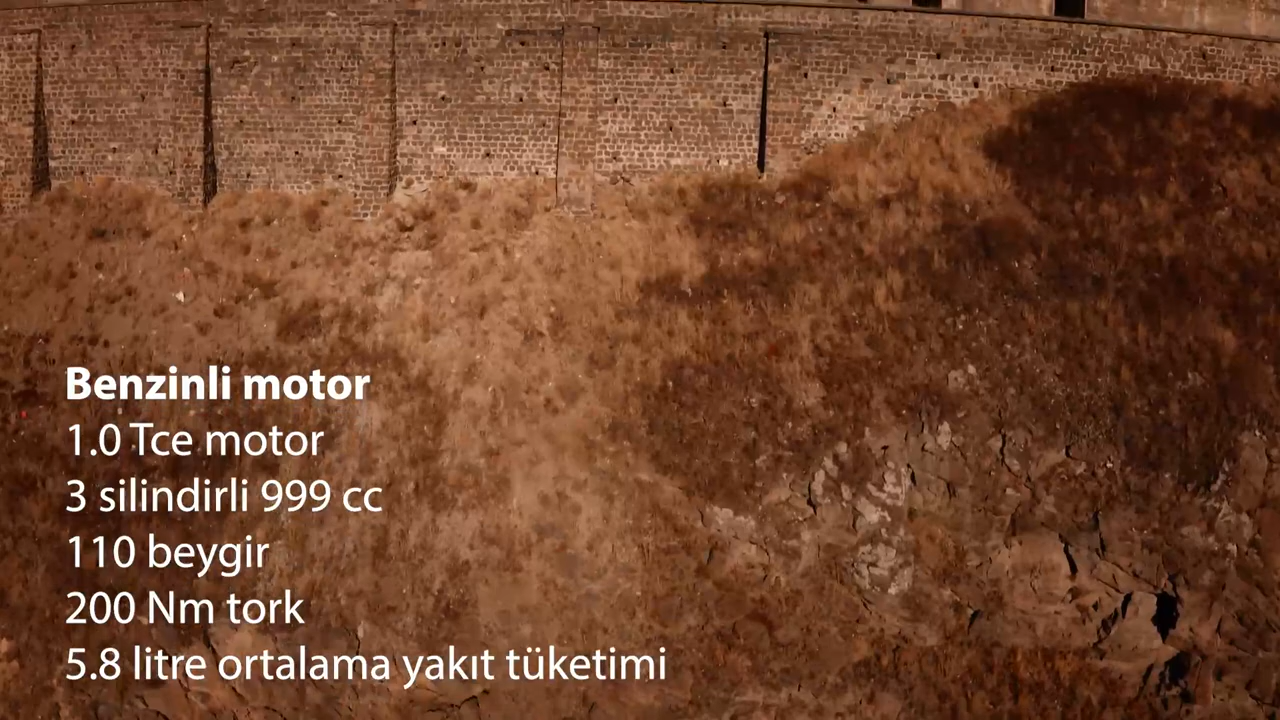 Benzinli motor
1.0 Tce motor
3 silindirli 999 cc
110 beygir
200 Nm tork
5.8 litre ortalama yakıt tüketimi